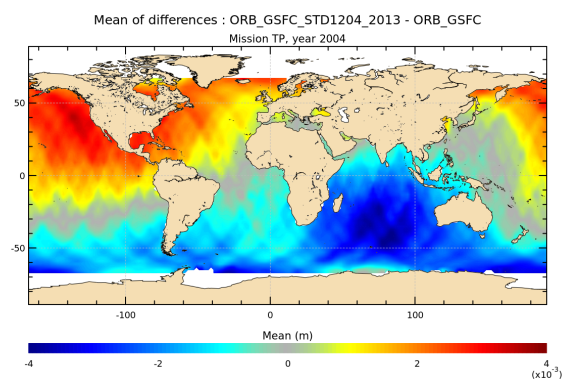 Mean of differences : ORB_GSFC_STD1204_2013 - ORB_GSFC
Mission TP, year 2004
50
0
-50
-100 0 100
Mean (m)
-4 -2 0 2 4
(x10⁻³)